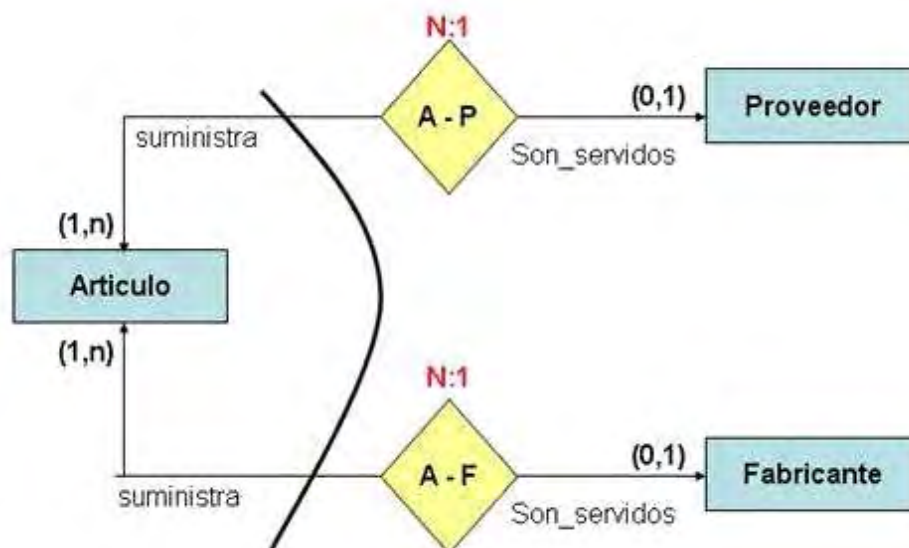 N:1
A - P
(0,1)
Proveedor
suministra
Son_servidos
(1,n)
Articulo
(1,n)
N:1
A - F
(0,1)
Fabricante
suministra
Son_servidos